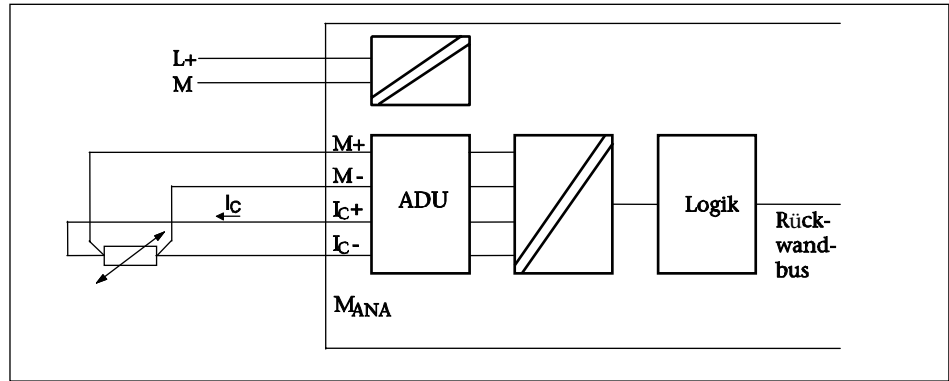 L+
M
M+
M-
IC
IC+
IC-
ADU
Logik
Rück-
wand-
bus
MANA